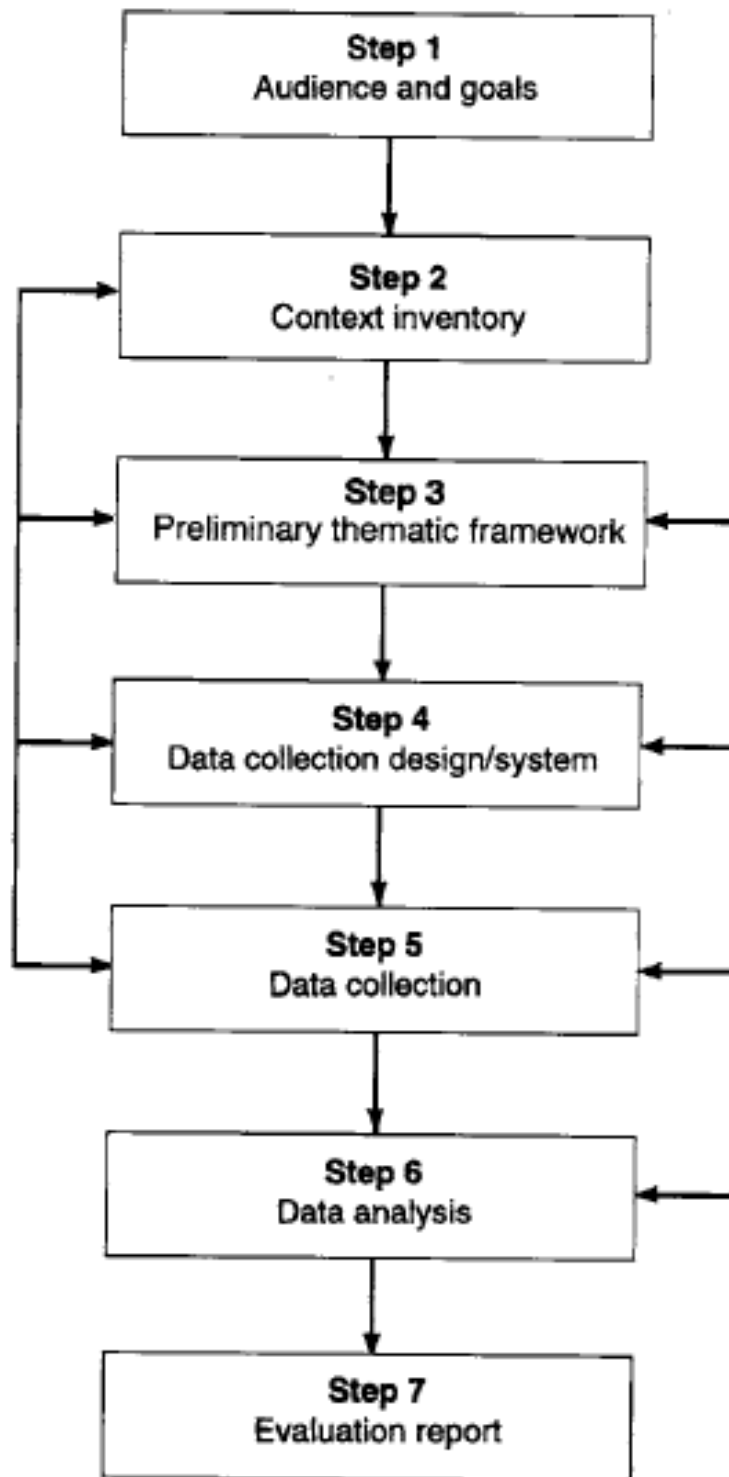 Step 1
Audience and goals
Step 2
Context inventory
Step 3
Preliminary thematic framework
Step 4
Data collection design/system
Step 5
Data collection
Step 6
Data analysis
Step 7
Evaluation report